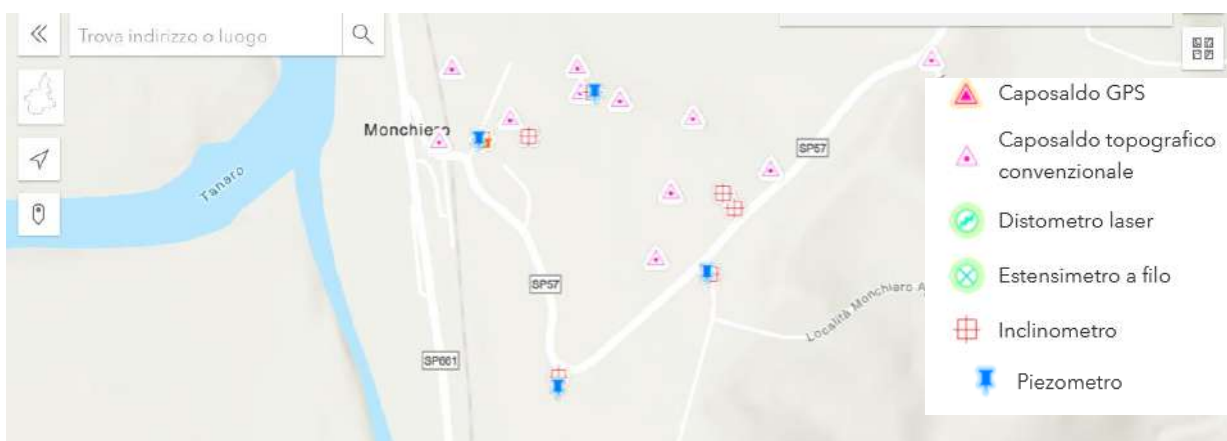 Trova indirizzo o luogo
Monchiero
Tanaro
SP57
SP57
SP661
Località Monchiaro A
Caposaldo GPS
Caposaldo topografico
convenzionale
Distometro laser
Estensimetro a filo
Inclinometro
Piezometro